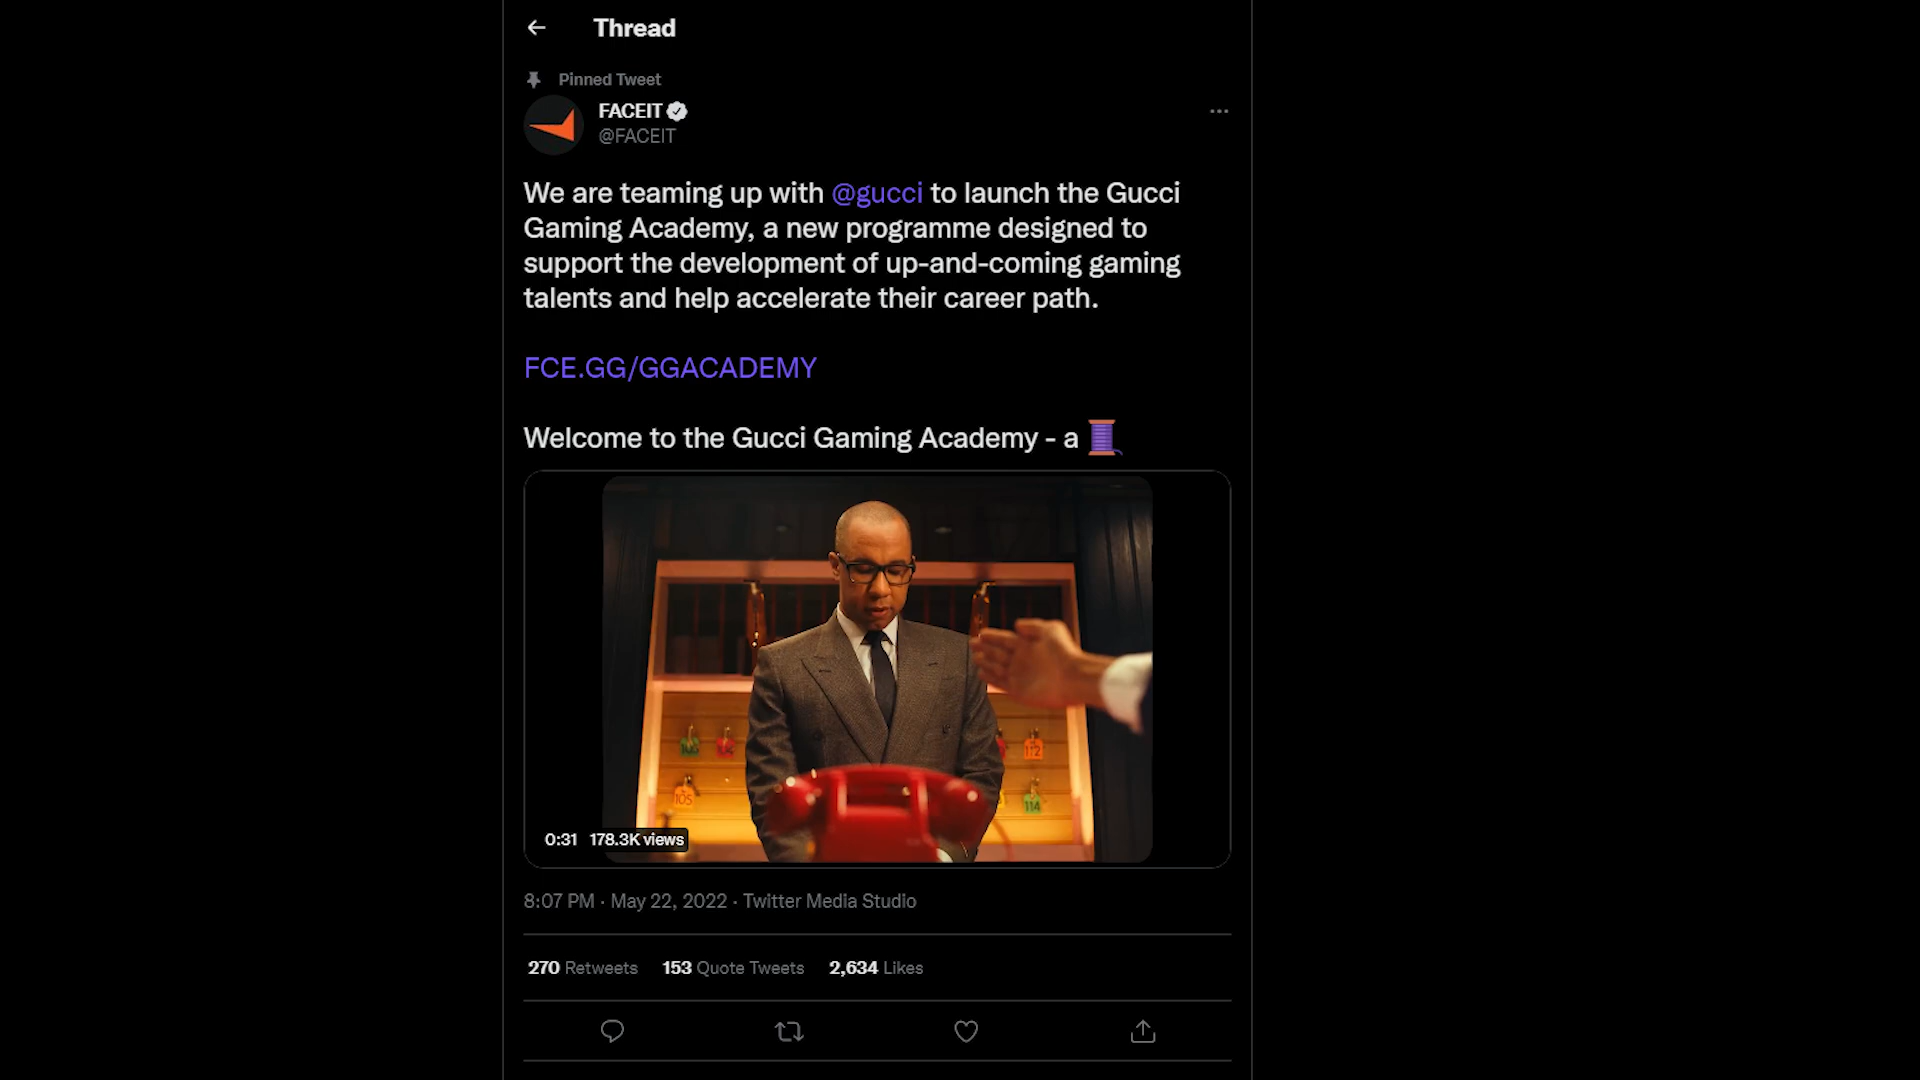 Thread
Pinned Tweet
FACEIT
@FACEIT
We are teaming up with @gucci to launch the Gucci
Gaming Academy, a new programme designed to
support the development of up-and-coming gaming
talents and help accelerate their career path.
FCE.GG/GGACADEMY
Welcome to the Gucci Gaming Academy - a
112
105
114
0:31 178.3K views
8:07 PM · May 22, 2022 · Twitter Media Studio
270 Retweets 153 Quote Tweets 2,634 Likes